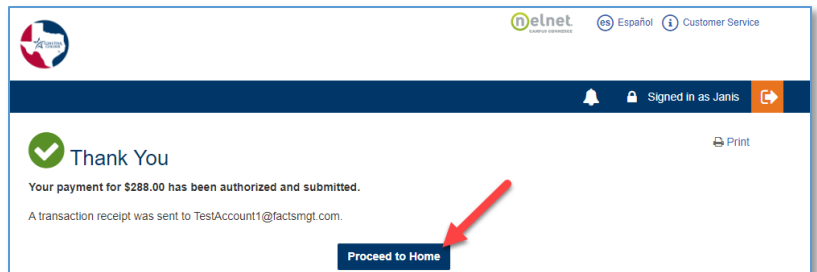 nelnet
CAMPUS COMMERCE
es Español i Customer Service
Signed in as Janis
Print
Thank You
Your payment for $288.00 has been authorized and submitted.
A transaction receipt was sent to TestAccount1@factsmgt.com.
Proceed to Home